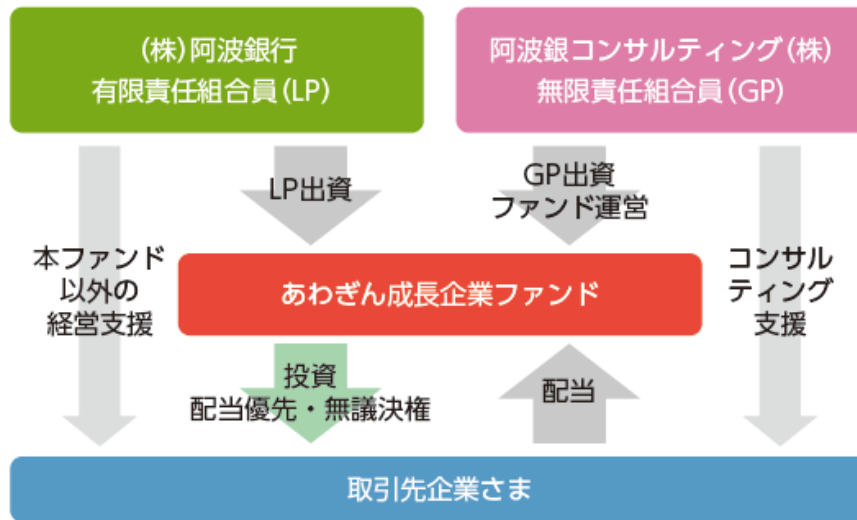 (株)阿波銀行
有限責任組合員(LP)
阿波銀コンサルティング(株)
無限責任組合員(GP)
LP出資
GP出資
ファンド運営
本ファンド
以外の
経営支援
あわぎん成長企業ファンド
コンサル
ティング
支援
投資
配当優先・無議決権
配当
取引先企業さま